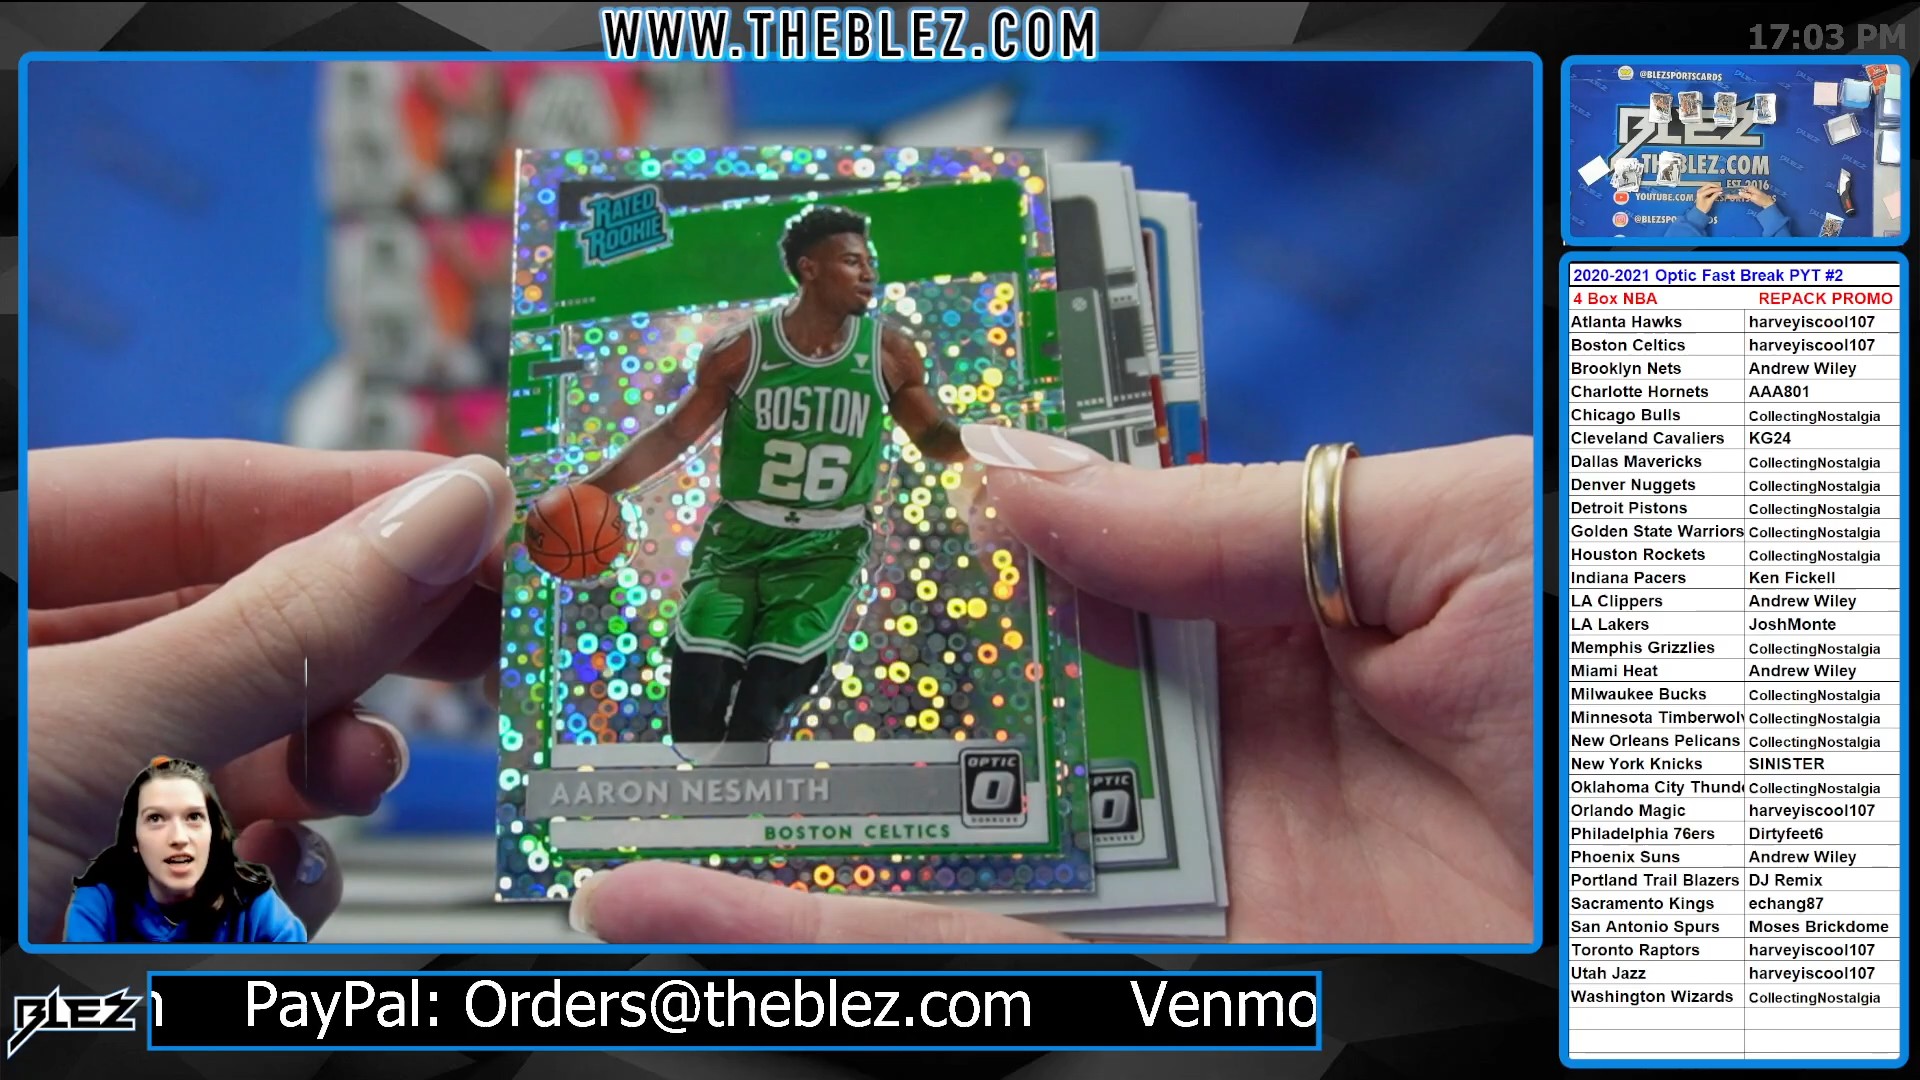 WWW.THEBLEZ.COM
17:03 PM
@BLEZSPORTSCARDS
BLEZ
THEBLEZ.COM
EST 2016
RATED
ROOKIE
BOSTON
26
AARON NESMITH
OPTIC
BOSTON CELTICS
2020-2021 Optic Fast Break PYT #2
4 Box NBA REPACK PROMO
Atlanta Hawks harveyiscool107
Boston Celtics harveyiscool107
Brooklyn Nets Andrew Wiley
Charlotte Hornets AAA801
Chicago Bulls CollectingNostalgia
Cleveland Cavaliers KG24
Dallas Mavericks CollectingNostalgia
Denver Nuggets CollectingNostalgia
Detroit Pistons CollectingNostalgia
Golden State Warriors CollectingNostalgia
Houston Rockets CollectingNostalgia
Indiana Pacers Ken Fickell
LA Clippers Andrew Wiley
LA Lakers JoshMonte
Memphis Grizzlies CollectingNostalgia
Miami Heat Andrew Wiley
Milwaukee Bucks CollectingNostalgia
Minnesota Timberwolv CollectingNostalgia
New Orleans Pelicans CollectingNostalgia
New York Knicks SINISTER
Oklahoma City Thunde CollectingNostalgia
Orlando Magic harveyiscool107
Philadelphia 76ers Dirtyfeet6
Phoenix Suns Andrew Wiley
Portland Trail Blazers DJ Remix
Sacramento Kings echang87
San Antonio Spurs Moses Brickdome
Toronto Raptors harveyiscool107
Utah Jazz harveyiscool107
Washington Wizards CollectingNostalgia
BLEZ
PayPal: Orders@theblez.com Venmo